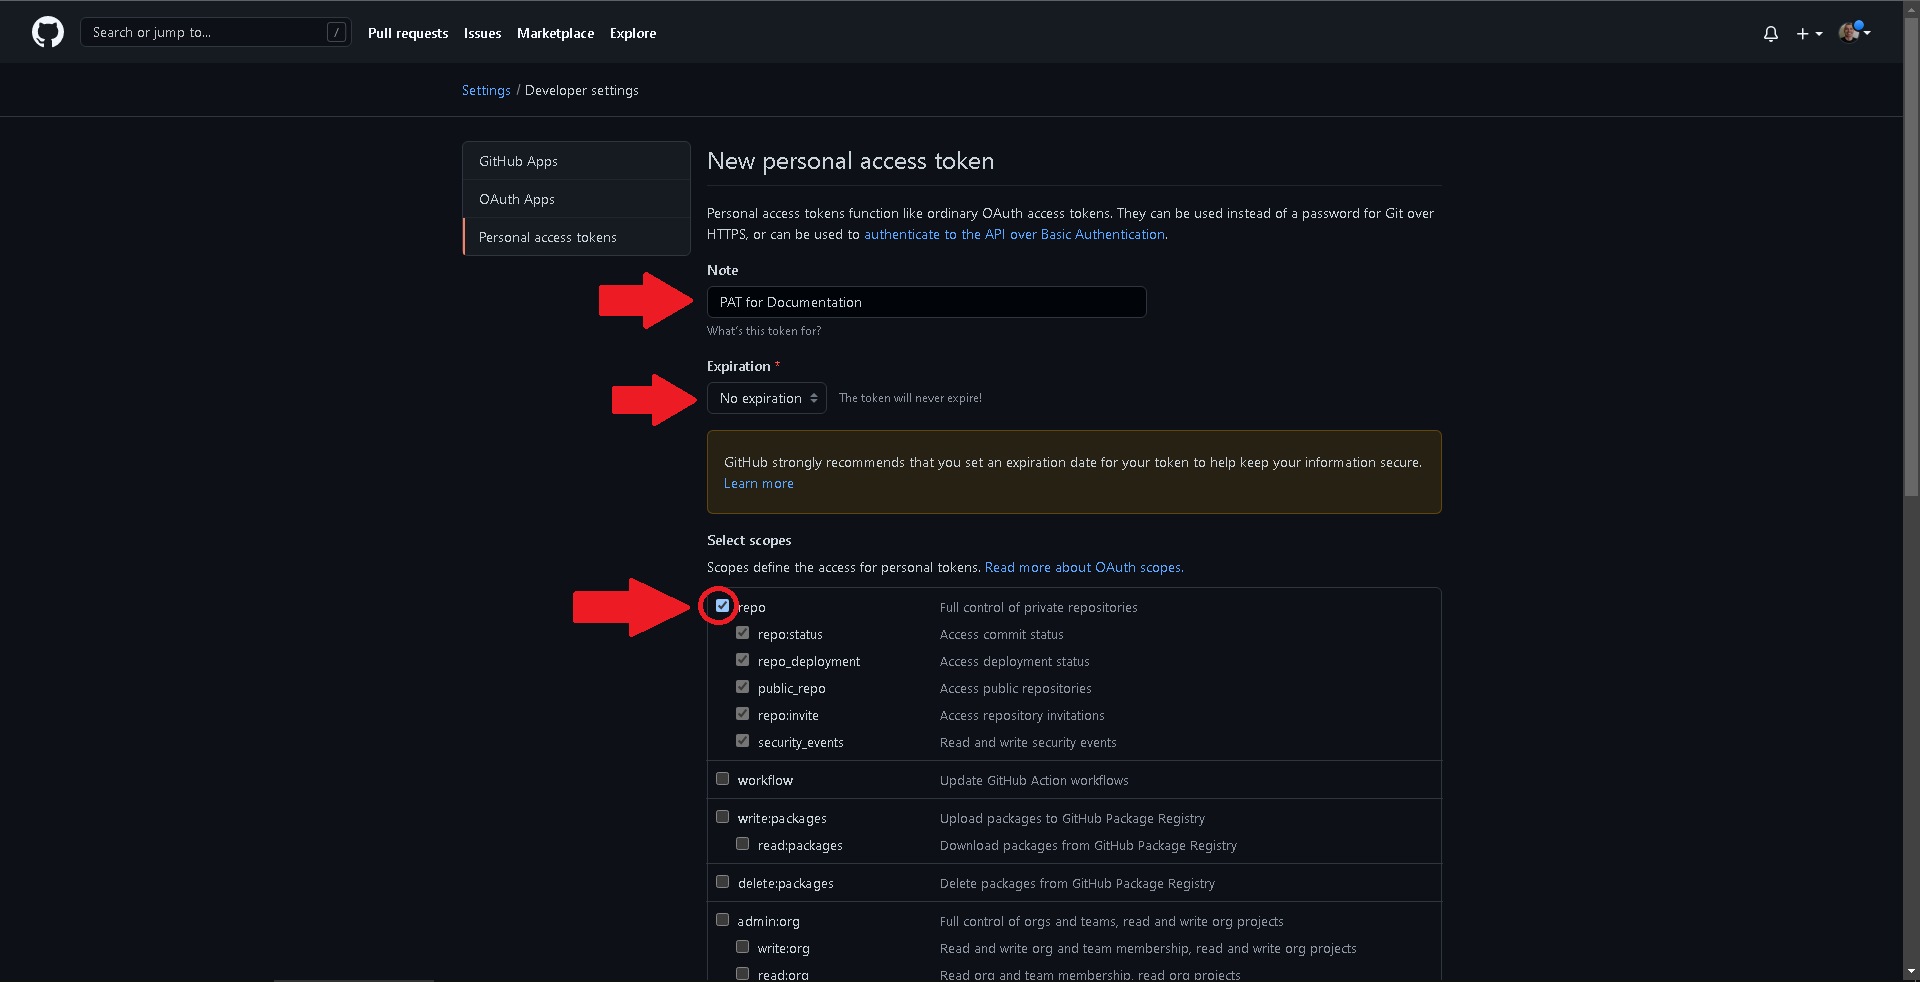 Search or jump to... /
Pull requests
Issues
Marketplace
Explore
Settings / Developer settings
GitHub Apps
OAuth Apps
Personal access tokens
New personal access token
Personal access tokens function like ordinary OAuth access tokens. They can be used instead of a password for Git over
HTTPS, or can be used to authenticate to the API over Basic Authentication.
Note
PAT for Documentation
What's this token for?
Expiration *
No expiration The token will never expire!
GitHub strongly recommends that you set an expiration date for your token to help keep your information secure.
Learn more
Select scopes
Scopes define the access for personal tokens. Read more about OAuth scopes.
repo Full control of private repositories
repo:status Access commit status
repo_deployment Access deployment status
public_repo Access public repositories
repo:invite Access repository invitations
security_events Read and write security events
workflow Update GitHub Action workflows
write:packages Upload packages to GitHub Package Registry
read:packages Download packages from GitHub Package Registry
delete:packages Delete packages from GitHub Package Registry
admin:org Full control of orgs and teams, read and write org projects
write:org Read and write org and team membership, read and write org projects
read:org Read org and team membership, read org projects